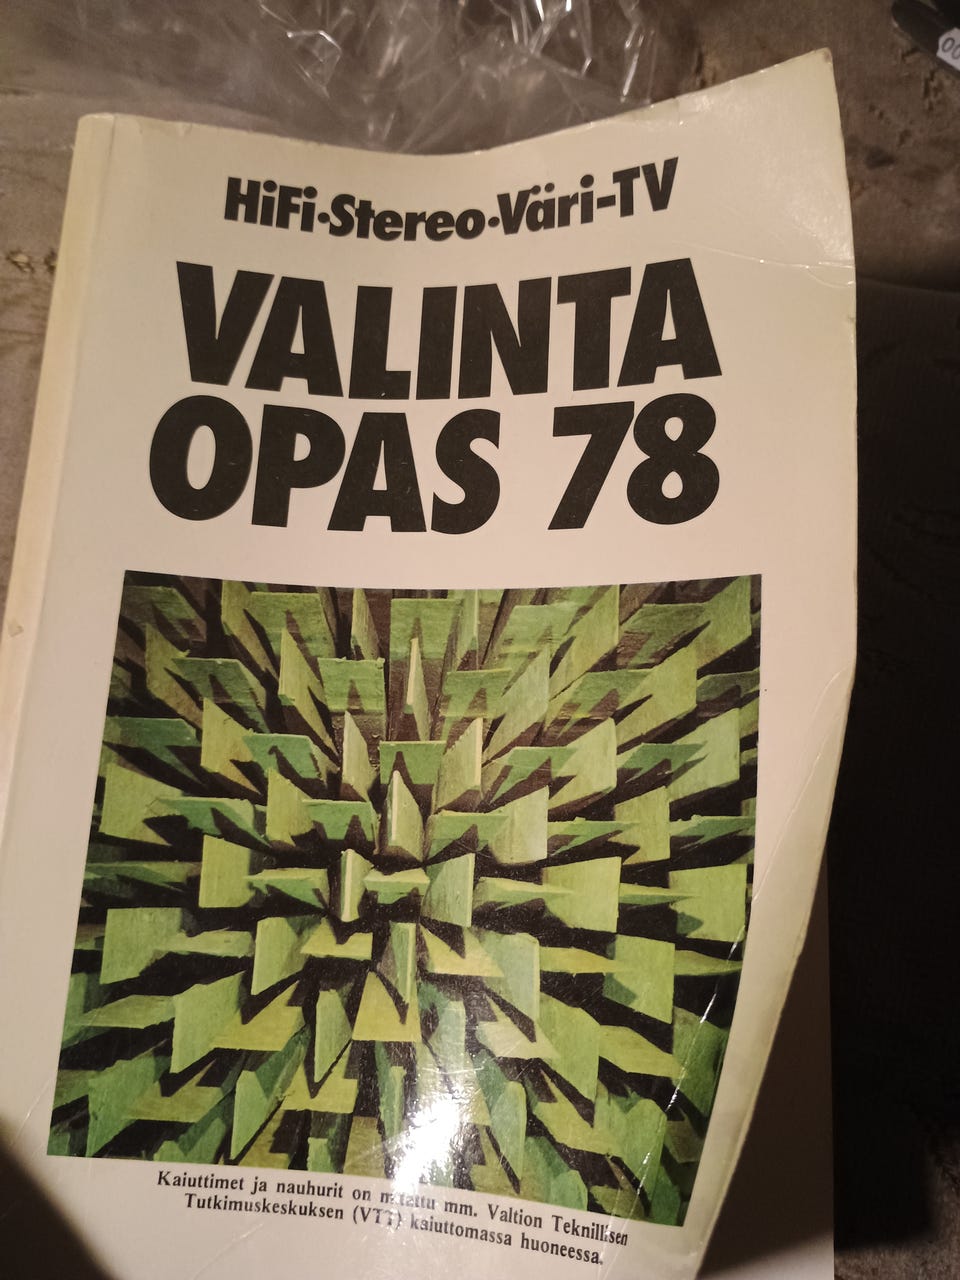 HiFi·Stereo·Väri-TV
VALINTA
OPAS 78
Kaiuttimet ja nauhurit on mitattu mm. Valtion Teknillisen
Tutkimuskeskuksen (VTT) kaiuttomassa huoneessa.
00